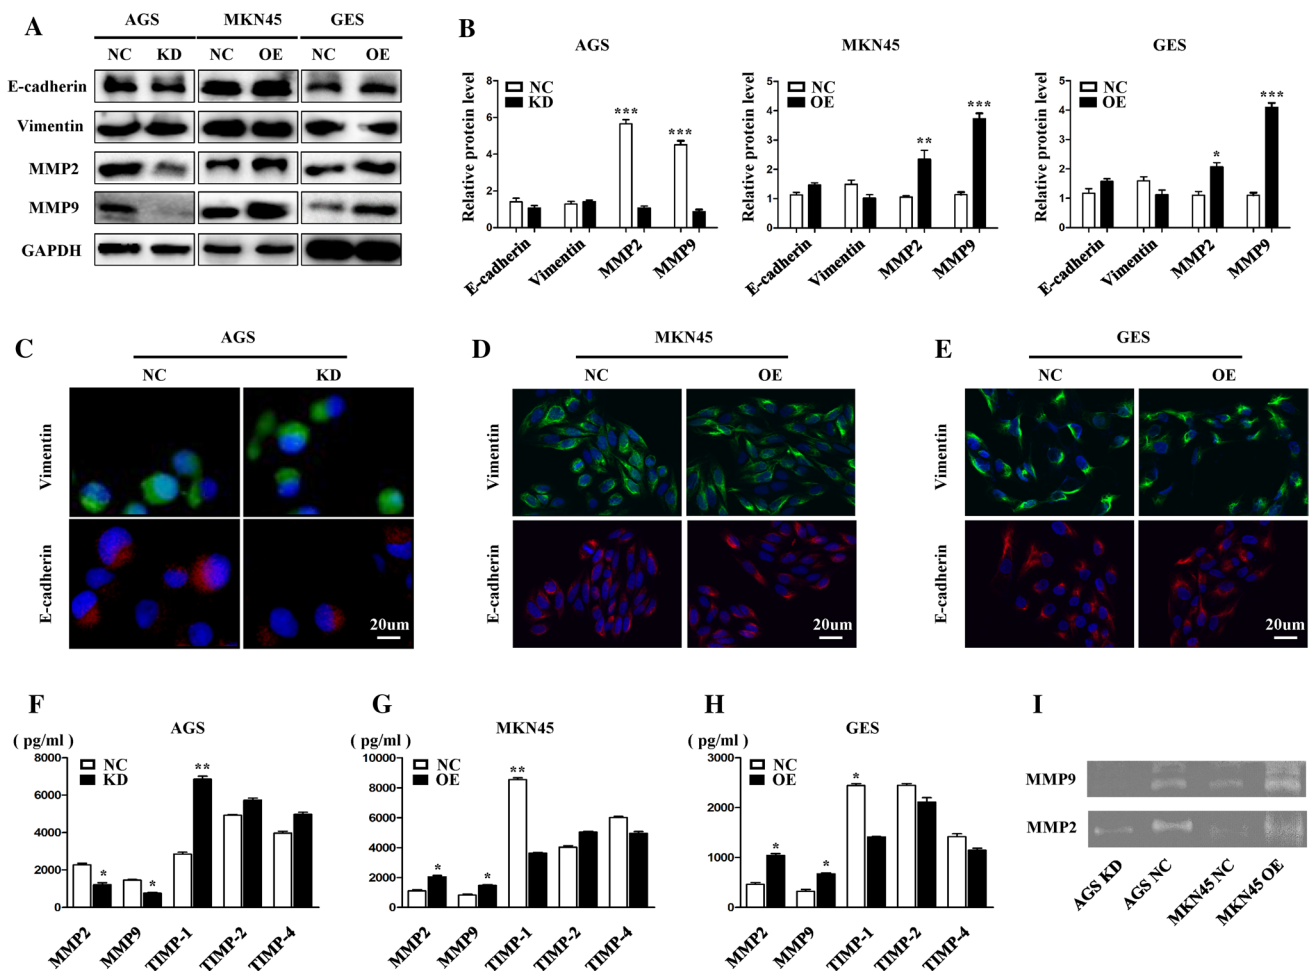 A
AGS MKN45 GES
NC KD NC OE NC OE
E-cadherin
Vimentin
MMP2
MMP9
GAPDH
B
AGS
Relative protein level
8
6
4
2
0
NC
KD
***
***
E-cadherin Vimentin MMP2 MMP9
MKN45
Relative protein level
5
4
3
2
1
0
NC
OE
**
***
E-cadherin Vimentin MMP2 MMP9
GES
Relative protein level
5
4
3
2
1
0
NC
OE
*
***
E-cadherin Vimentin MMP2 MMP9
C
AGS
NC KD
Vimentin
E-cadherin
20um
D
MKN45
NC OE
Vimentin
E-cadherin
20um
E
GES
NC OE
Vimentin
E-cadherin
20um
F
( pg/ml )
AGS
8000
6000
4000
2000
0
NC
KD
*
*
**
MMP2 MMP9 TIMP-1 TIMP-2 TIMP-4
G
( pg/ml )
MKN45
10000
8000
6000
4000
2000
0
NC
OE
*
*
**
MMP2 MMP9 TIMP-1 TIMP-2 TIMP-4
H
( pg/ml )
GES
3000
2000
1000
0
NC
OE
*
*
*
MMP2 MMP9 TIMP-1 TIMP-2 TIMP-4
I
MMP9
MMP2
AGS KD AGS NC MKN45 NC MKN45 OE